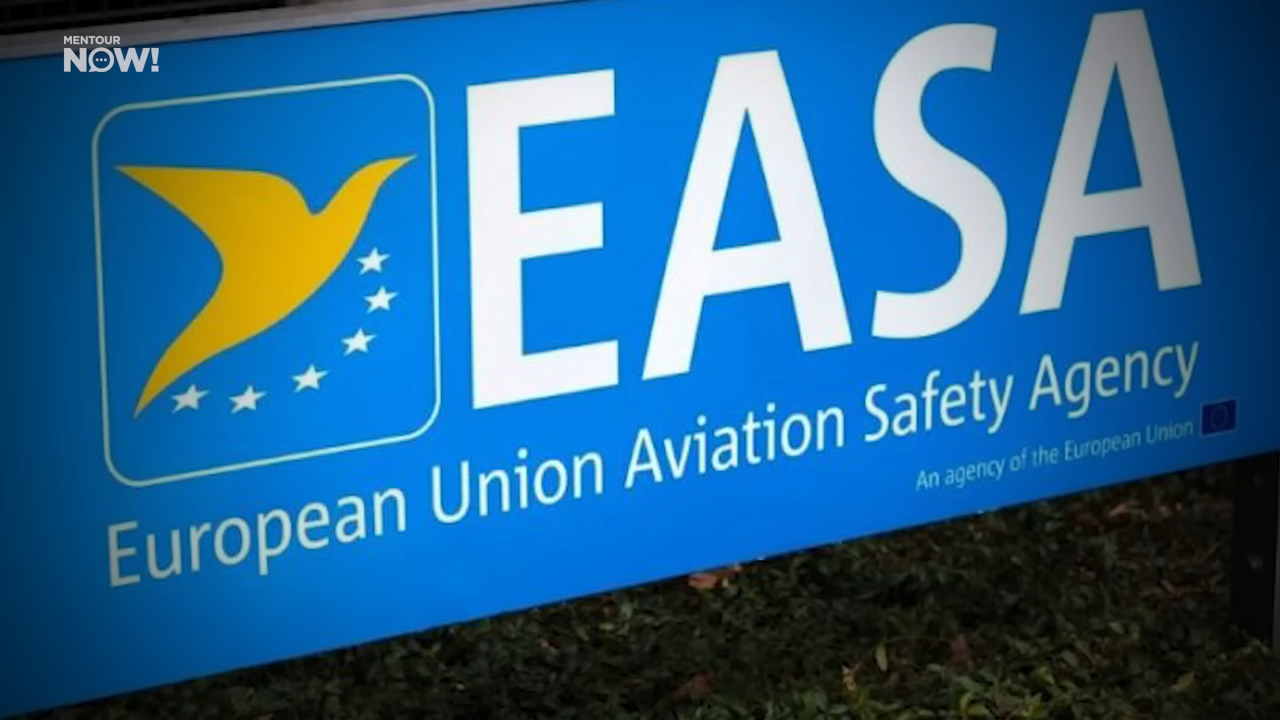 MENTOUR
NOW!
EASA
European Union Aviation Safety Agency
An agency of the European Union